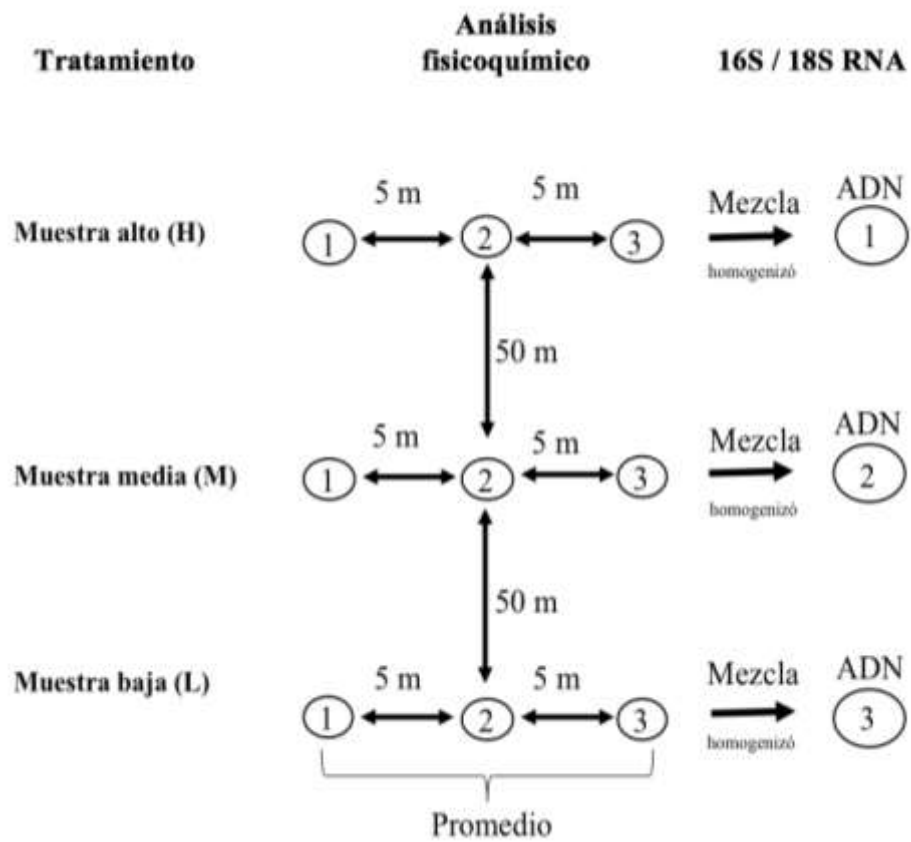 Tratamiento
Análisis
fisicoquímico
16S / 18S RNA
Muestra alto (H)
1
5 m
2
5 m
3
Mezcla
homogenizó
ADN
1
50 m
Muestra media (M)
1
5 m
2
5 m
3
Mezcla
homogenizó
ADN
2
50 m
Muestra baja (L)
1
5 m
2
5 m
3
Mezcla
homogenizó
ADN
3
Promedio